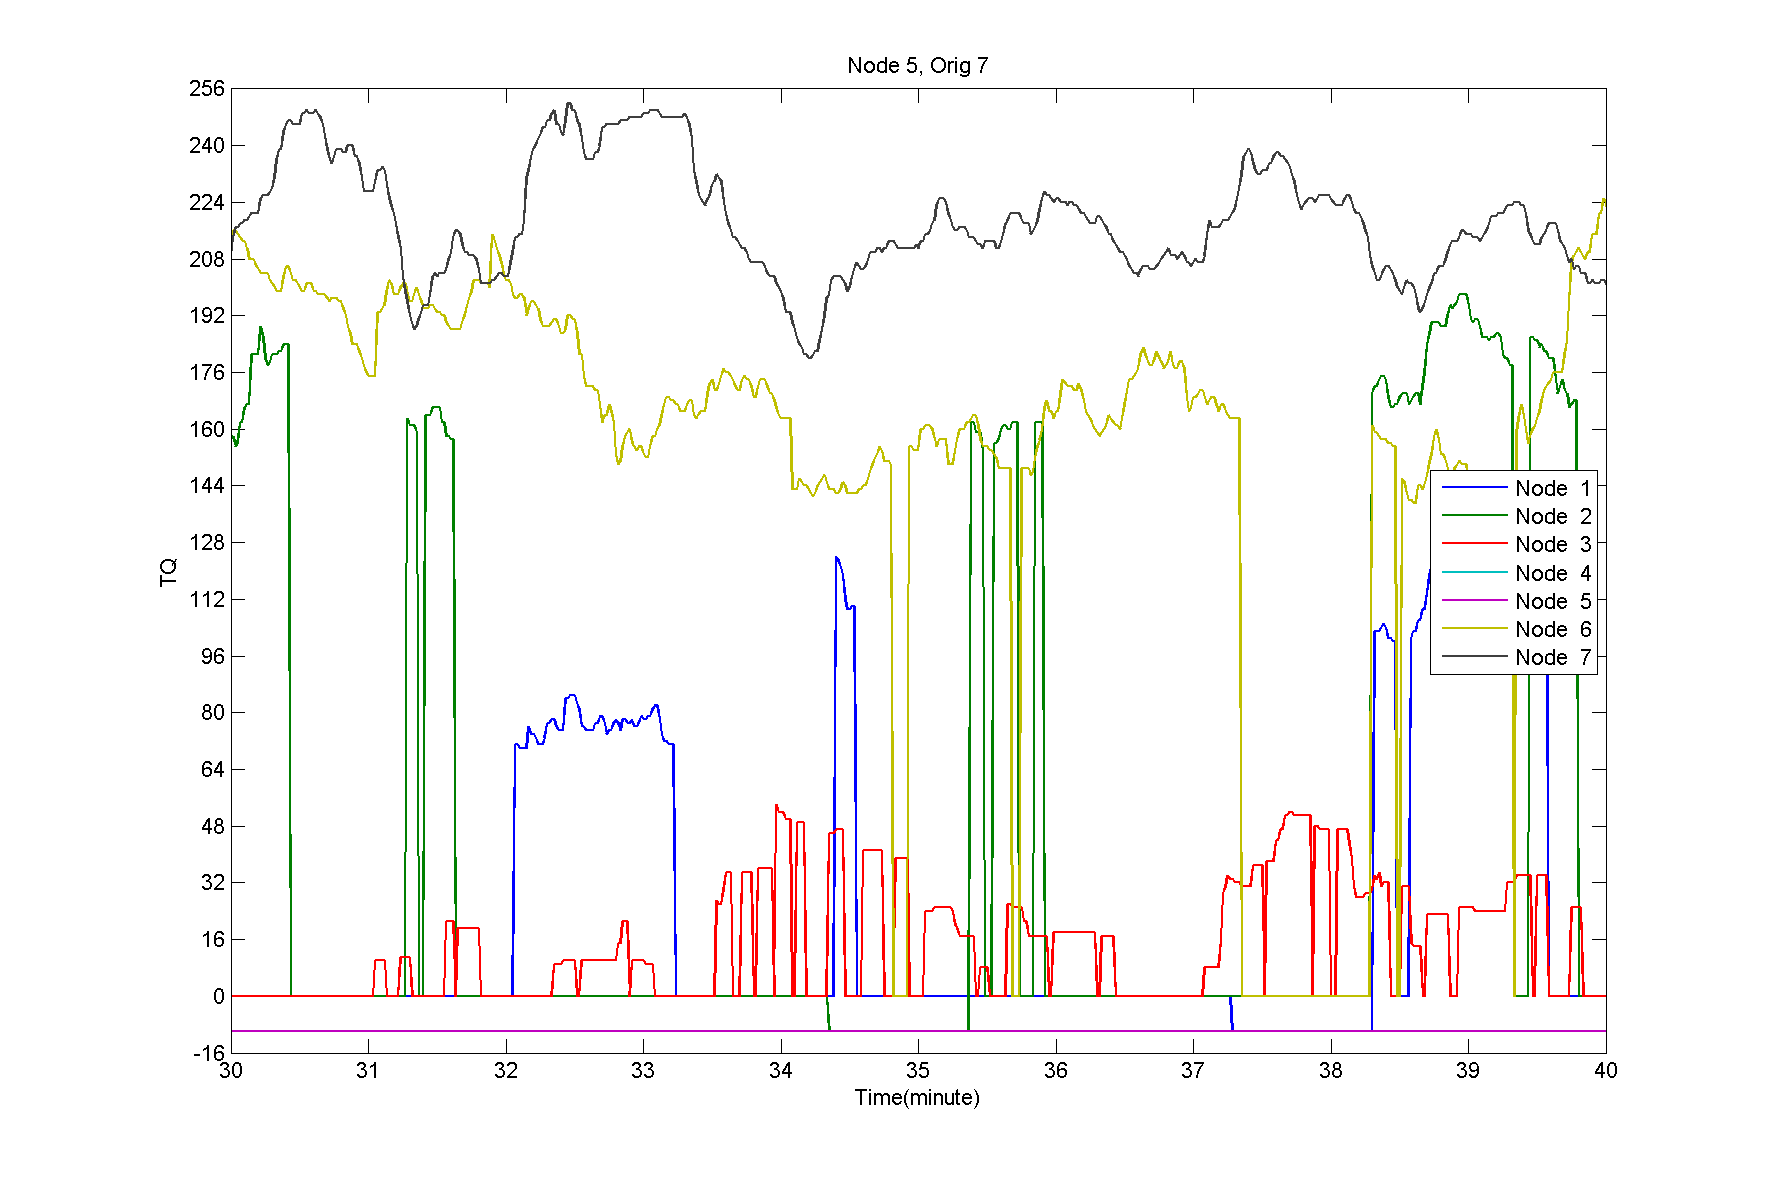 Node 5, Orig 7
256
240
224
208
192
176
160
144
128
112
96
80
64
48
32
16
0
-16
TQ
Node 1
Node 2
Node 3
Node 4
Node 5
Node 6
Node 7
30 31 32 33 34 35 36 37 38 39 40
Time(minute)